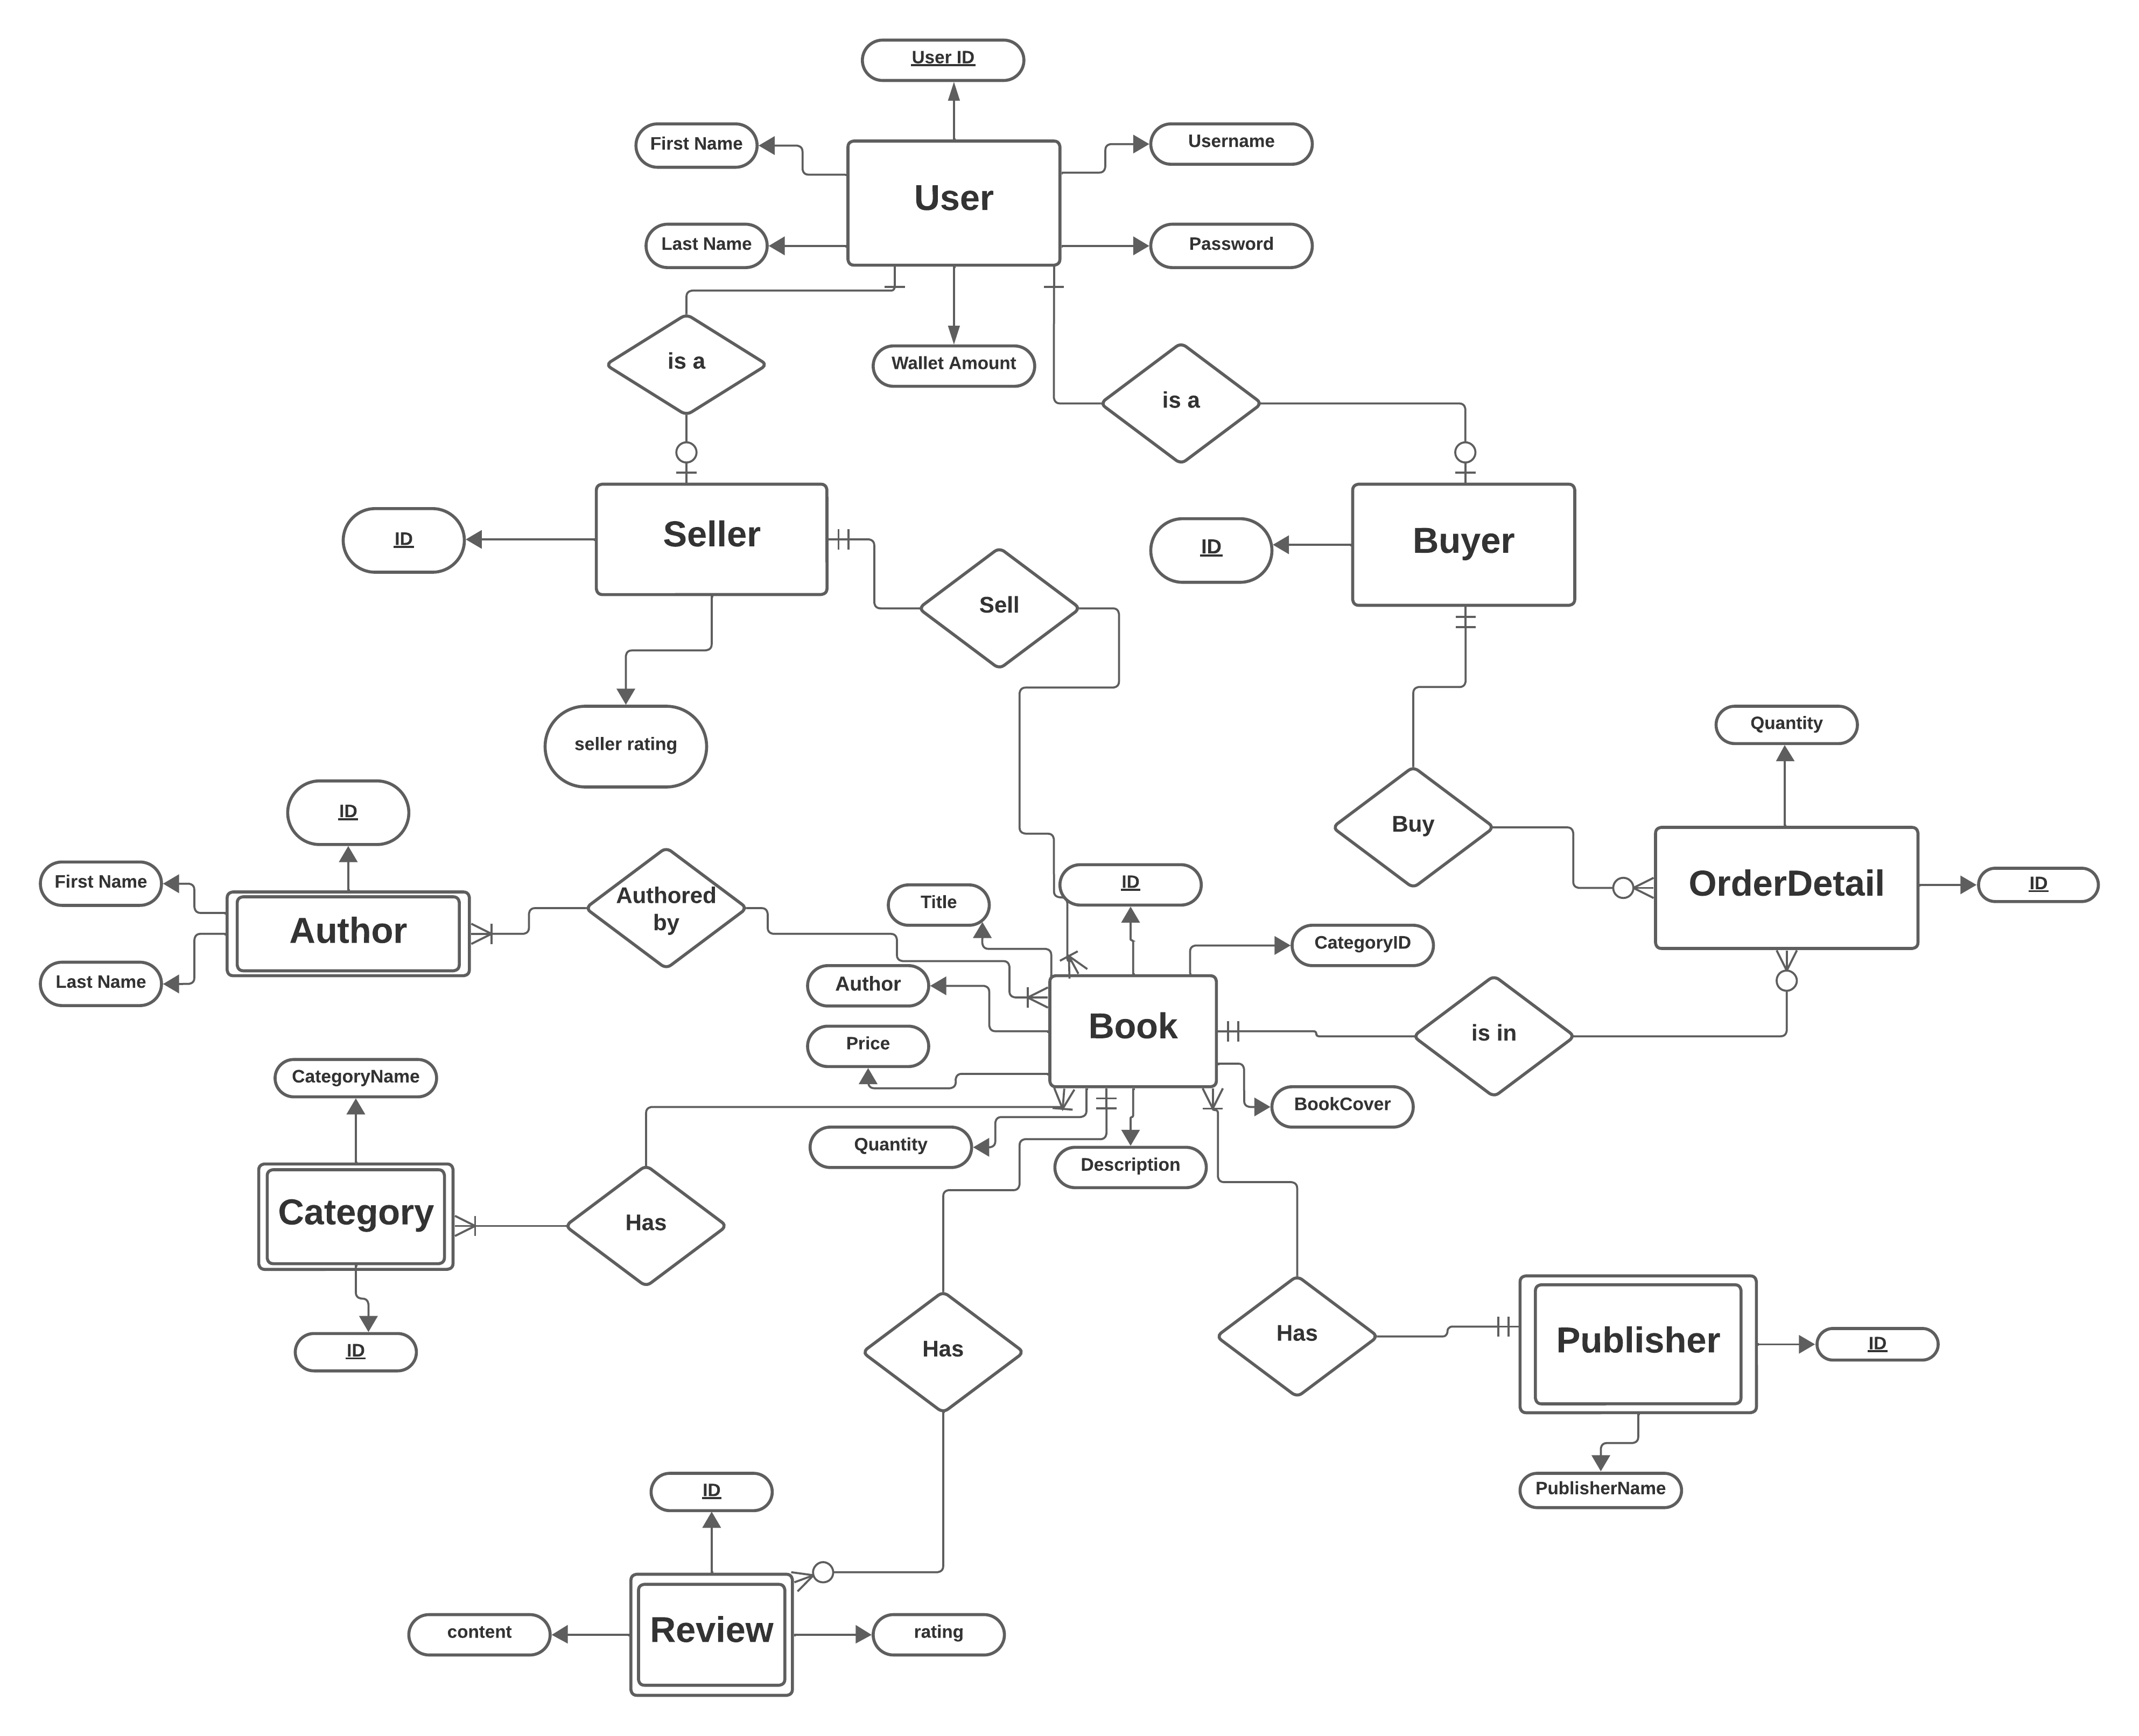 User ID
First Name
Username
User
Last Name
Password
is a
Wallet Amount
is a
Seller
ID
Buyer
ID
Sell
seller rating
Quantity
ID
Buy
Author
First Name
Last Name
ID
Authored
by
Title
ID
OrderDetail
ID
CategoryID
Author
Book
is in
Price
CategoryName
BookCover
Quantity
Description
Category
Has
ID
Has
Has
Publisher
ID
PublisherName
ID
Review
content
rating